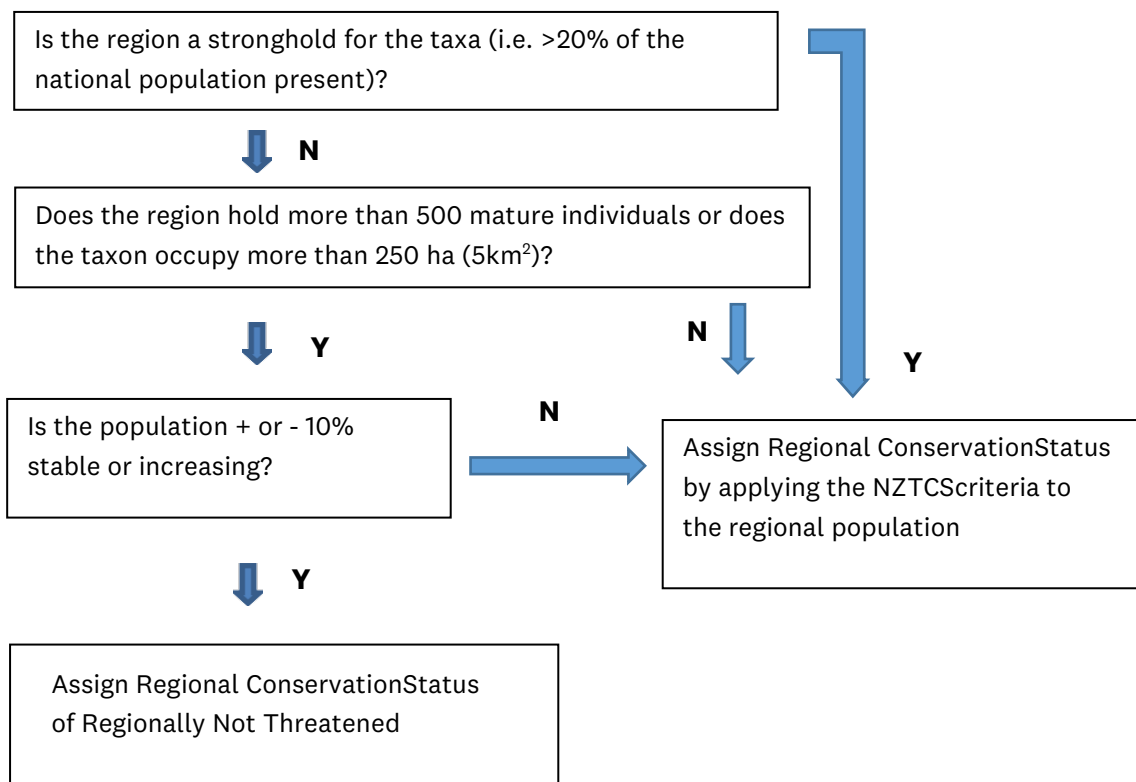 Is the region a stronghold for the taxa (i.e. >20% of the
national population present)?
N
Does the region hold more than 500 mature individuals or does
the taxon occupy more than 250 ha (5km²)?
Y
N
Y
Is the population + or - 10%
stable or increasing?
N
Assign Regional ConservationStatus
by applying the NZTCScriteria to
the regional population
Y
Assign Regional ConservationStatus
of Regionally Not Threatened